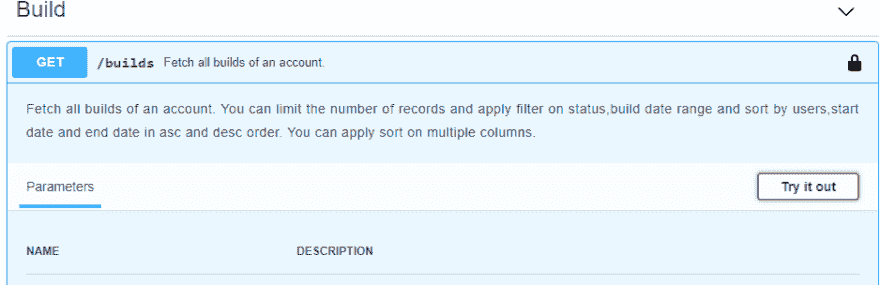 Build
GET /builds Fetch all builds of an account.
Fetch all builds of an account. You can limit the number of records and apply filter on status,build date range and sort by users,start
date and end date in asc and desc order. You can apply sort on multiple columns.
Parameters Try it out
NAME DESCRIPTION